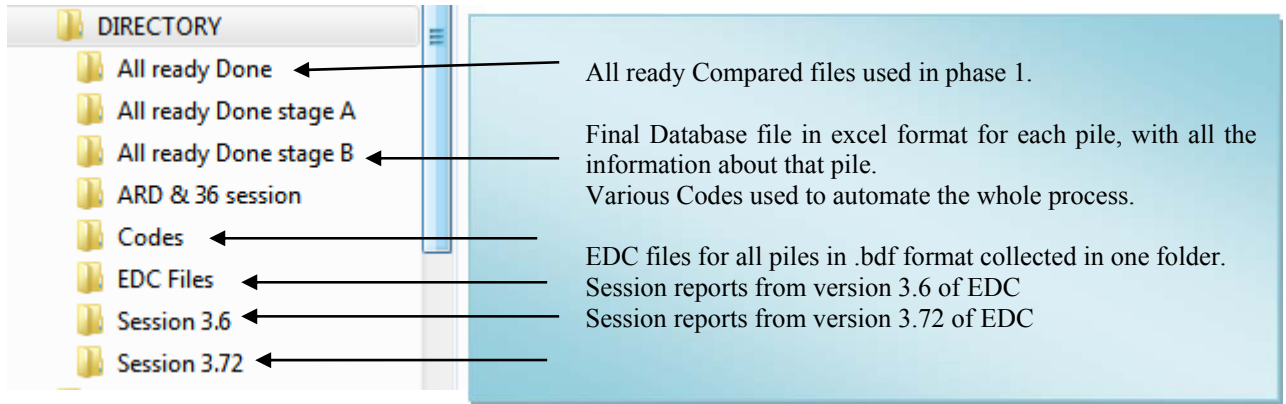 DIRECTORY
All ready Done
All ready Done stage A
All ready Done stage B
ARD & 36 session
Codes
EDC Files
Session 3.6
Session 3.72
All ready Compared files used in phase 1.
Final Database file in excel format for each pile, with all the
information about that pile.
Various Codes used to automate the whole process.
EDC files for all piles in .bdf format collected in one folder.
Session reports from version 3.6 of EDC
Session reports from version 3.72 of EDC